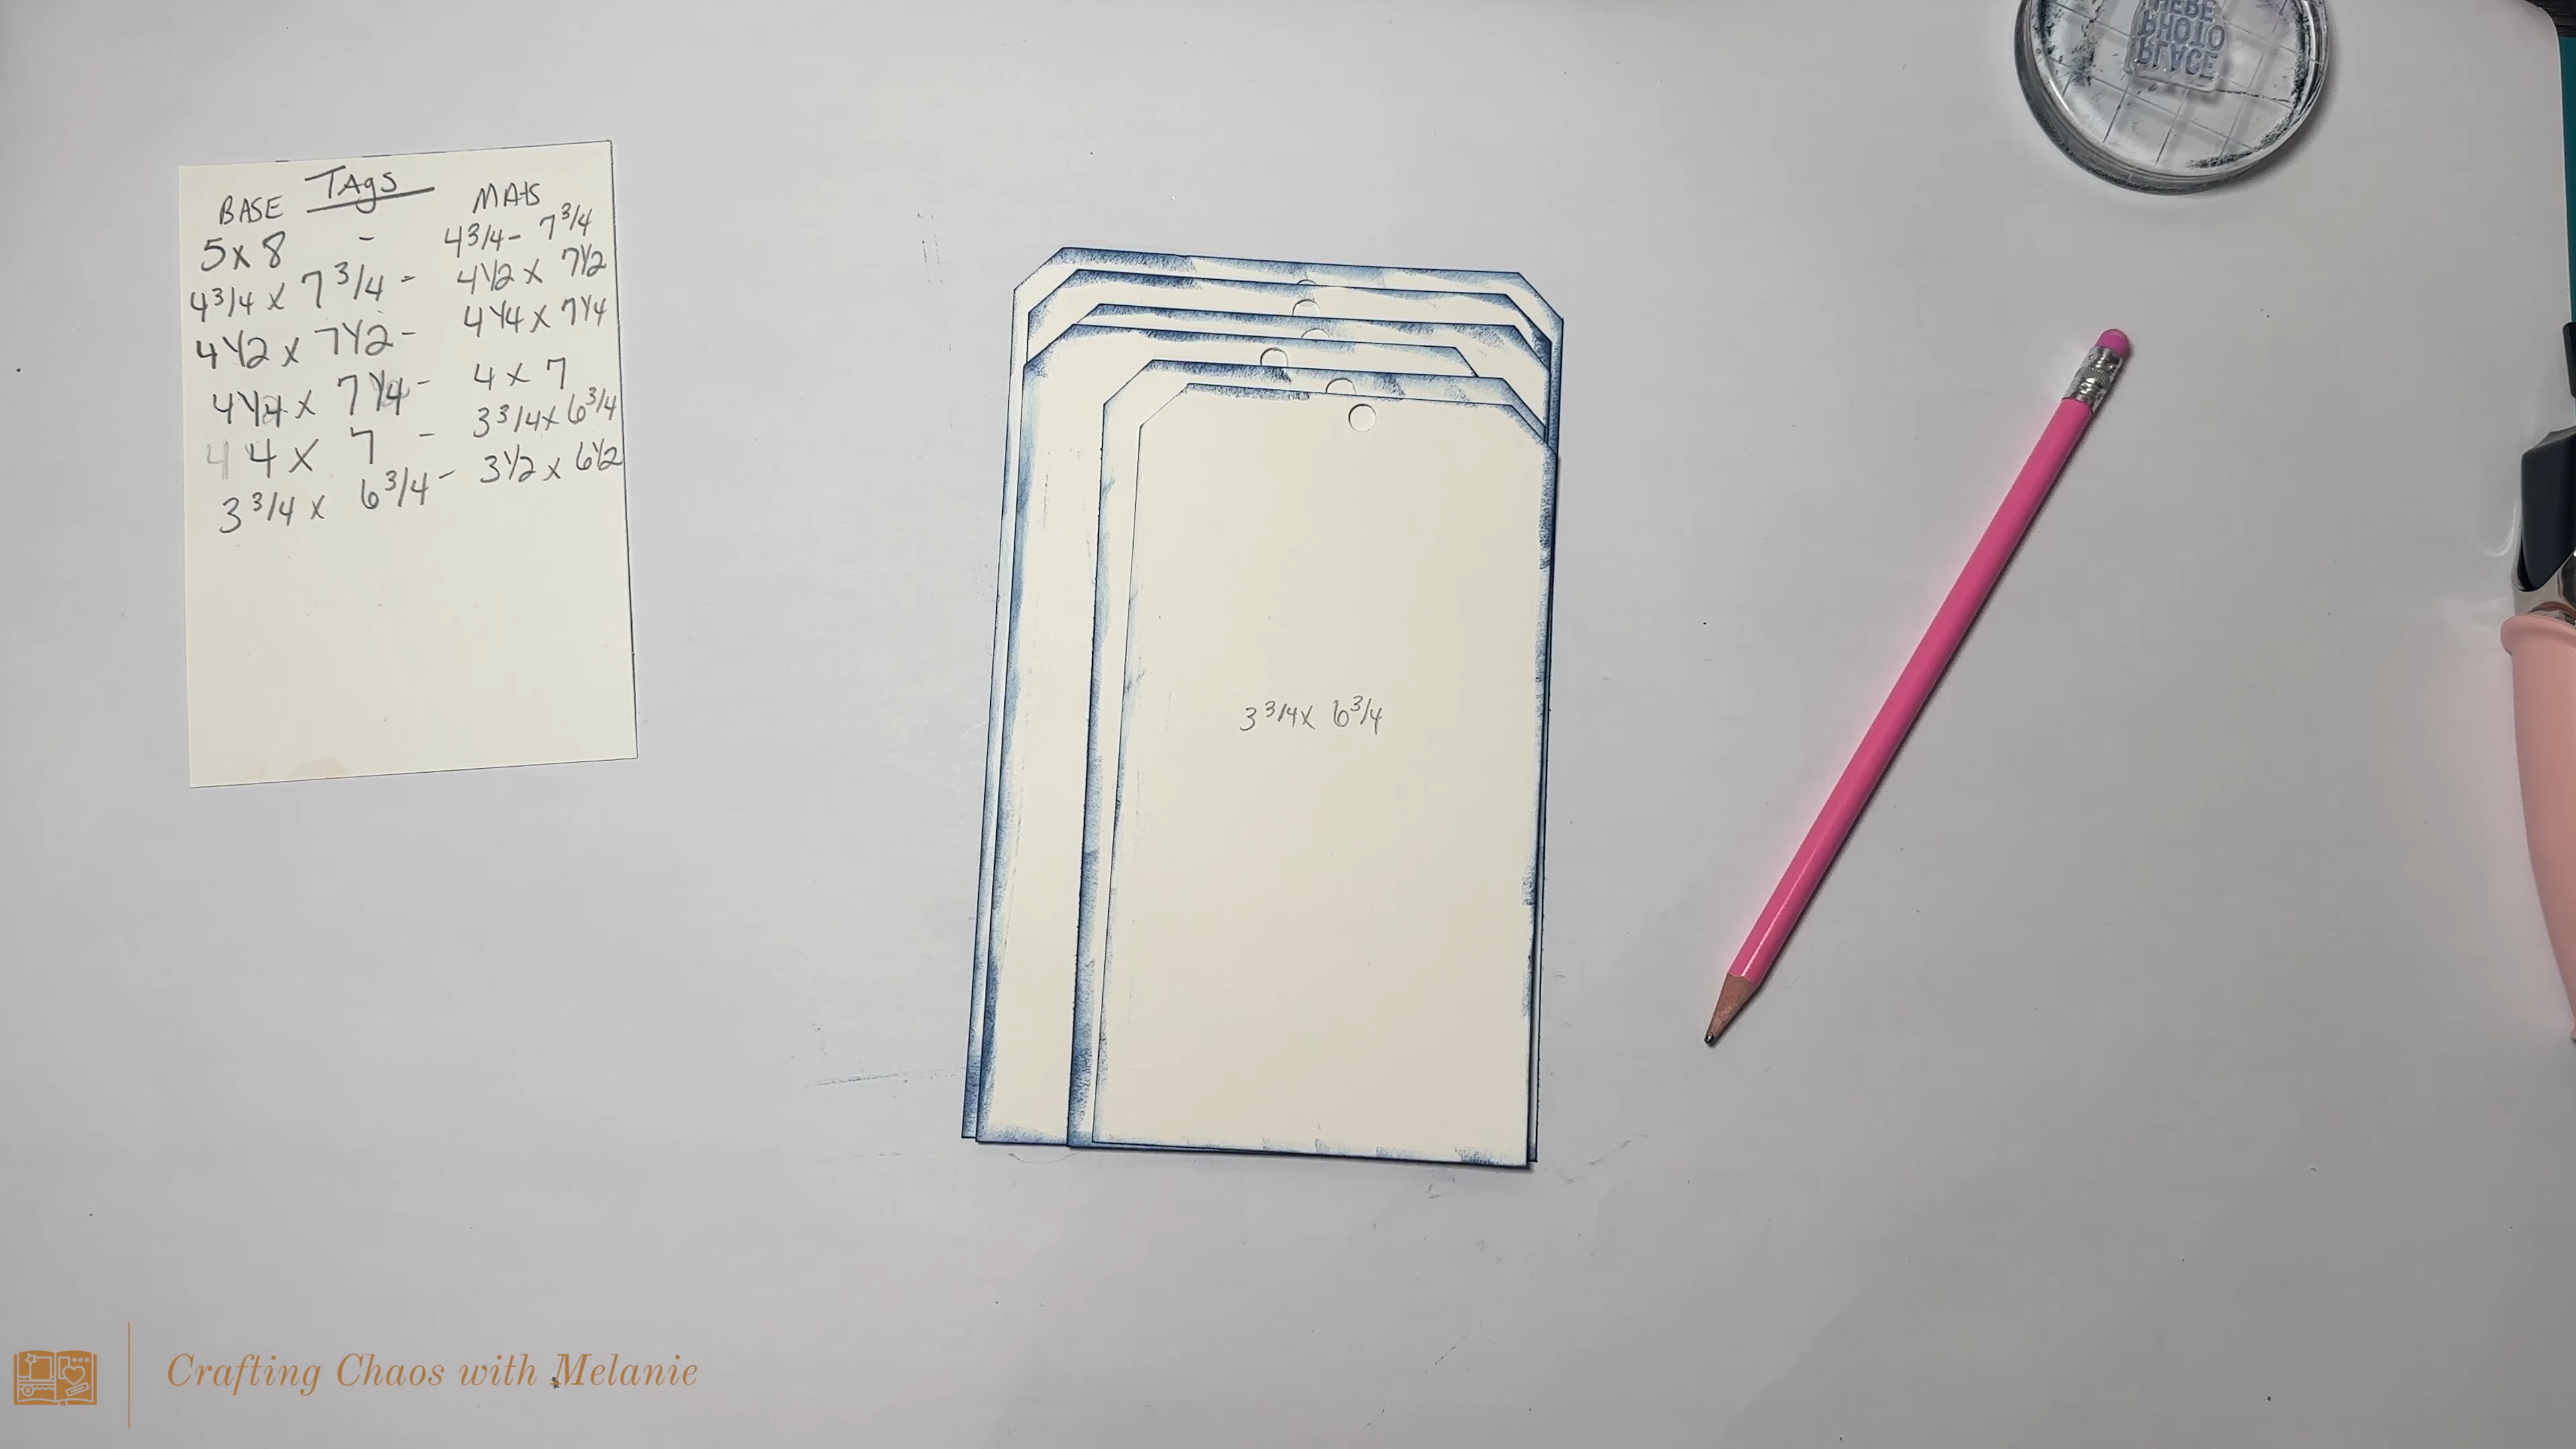 TAgS
BASE MAtS
5 x 8 - 4 3/4 - 7 3/4
4 3/4 x 7 3/4 - 4 1/2 x 7 1/2
4 1/2 x 7 1/2 - 4 1/4 x 7 1/4
4 1/4 x 7 1/4 - 4 x 7
4 4 x 7 - 3 3/4 x 6 3/4
3 3/4 x 6 3/4 - 3 1/2 x 6 1/2
3 3/4 x 6 3/4
PLACE
PHOTO
HERE
Crafting Chaos with Melanie